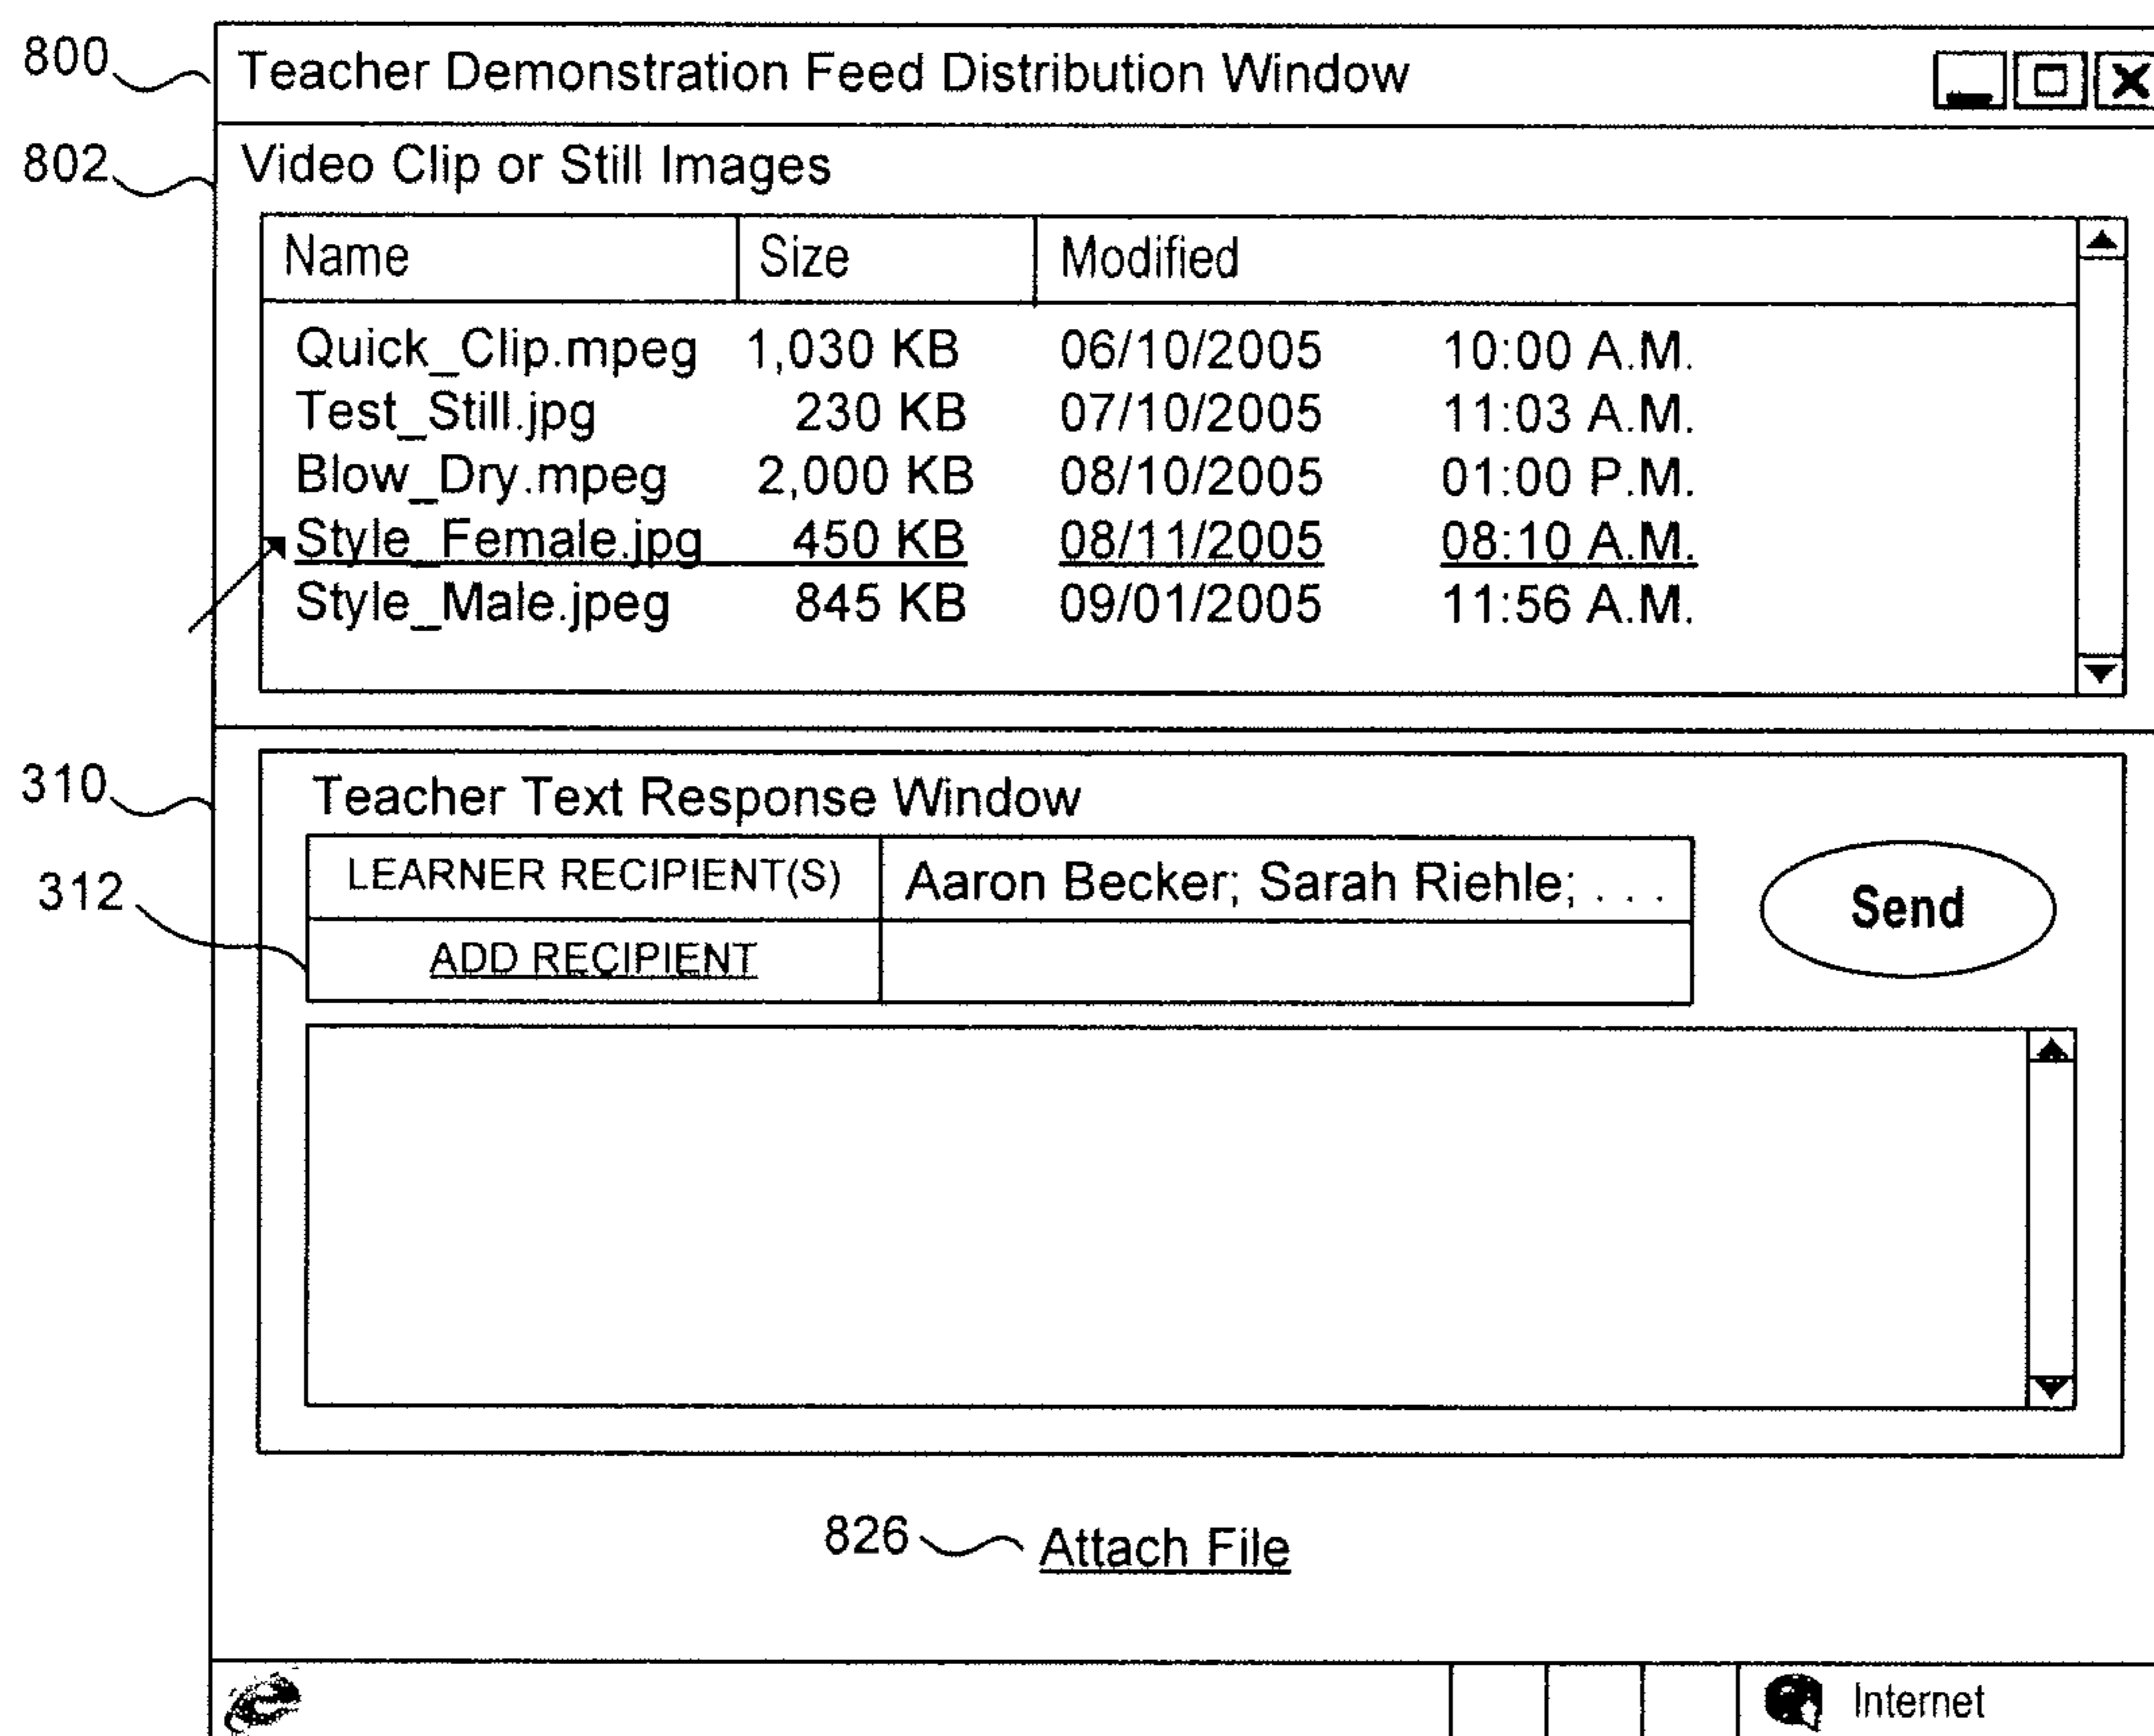 800 Teacher Demonstration Feed Distribution Window
802 Video Clip or Still Images
Name Size Modified
Quick_Clip.mpeg 1,030 KB 06/10/2005 10:00 A.M.
Test_Still.jpg 230 KB 07/10/2005 11:03 A.M.
Blow_Dry.mpeg 2,000 KB 08/10/2005 01:00 P.M.
Style_Female.jpg 450 KB 08/11/2005 08:10 A.M.
Style_Male.jpeg 845 KB 09/01/2005 11:56 A.M.
310 Teacher Text Response Window
312 LEARNER RECIPIENT(S) Aaron Becker; Sarah Riehle; . . . Send
ADD RECIPIENT
826 Attach File
Internet